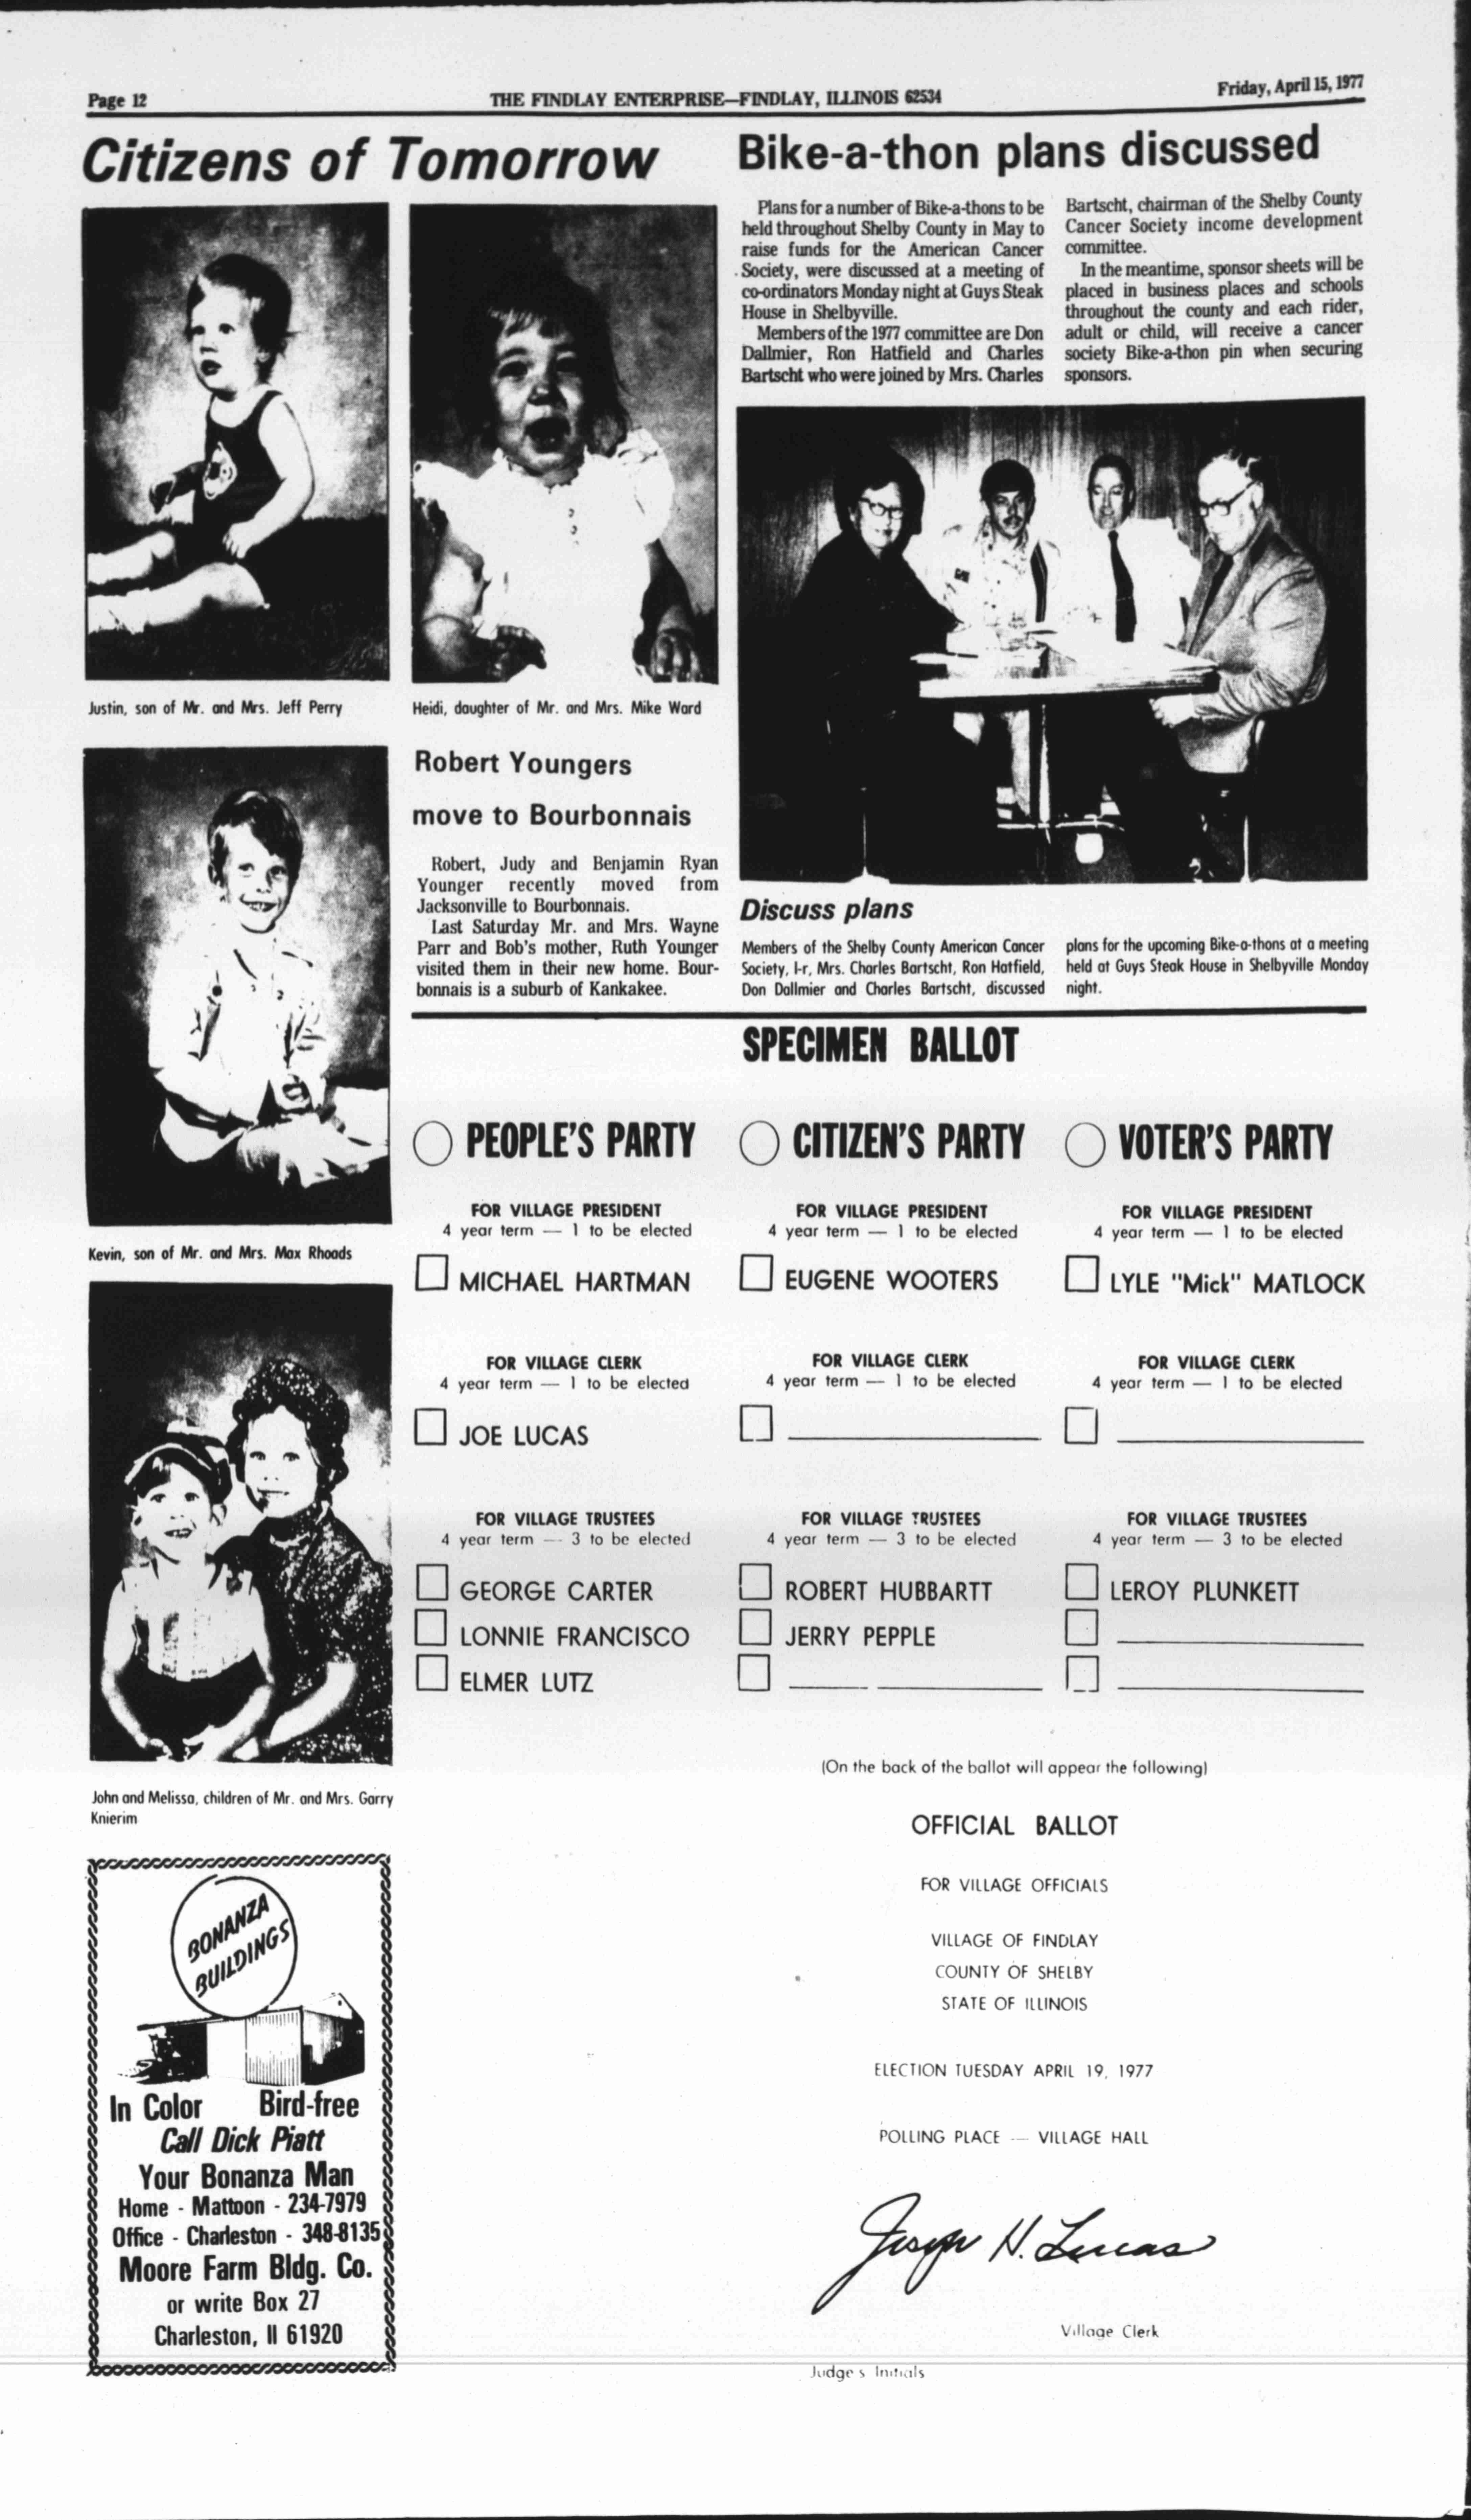 Page 12
THE FINDLAY ENTERPRISE—FINDLAY, ILLINOIS 62534
Friday, April 15, 1977
Citizens of Tomorrow
Justin, son of Mr. and Mrs. Jeff Perry
Heidi, daughter of Mr. and Mrs. Mike Ward
Kevin, son of Mr. and Mrs. Max Rhoads
John and Melissa, children of Mr. and Mrs. Garry
Knierim
Robert Youngers
move to Bourbonnais
Robert, Judy and Benjamin Ryan
Younger recently moved from
Jacksonville to Bourbonnais.
Last Saturday Mr. and Mrs. Wayne
Parr and Bob's mother, Ruth Younger
visited them in their new home. Bour-
bonnais is a suburb of Kankakee.
Bike-a-thon plans discussed
Plans for a number of Bike-a-thons to be
held throughout Shelby County in May to
raise funds for the American Cancer
Society, were discussed at a meeting of
co-ordinators Monday night at Guys Steak
House in Shelbyville.
Members of the 1977 committee are Don
Dallmier, Ron Hatfield and Charles
Bartscht who were joined by Mrs. Charles
Bartscht, chairman of the Shelby County
Cancer Society income development
committee.
In the meantime, sponsor sheets will be
placed in business places and schools
throughout the county and each rider,
adult or child, will receive a cancer
society Bike-a-thon pin when securing
sponsors.
Discuss plans
Members of the Shelby County American Cancer
Society, l-r, Mrs. Charles Bartscht, Ron Hatfield,
Don Dallmier and Charles Bartscht, discussed
plans for the upcoming Bike-a-thons at a meeting
held at Guys Steak House in Shelbyville Monday
night.
SPECIMEN BALLOT
PEOPLE'S PARTY
FOR VILLAGE PRESIDENT
4 year term — 1 to be elected
MICHAEL HARTMAN
FOR VILLAGE CLERK
4 year term — 1 to be elected
JOE LUCAS
FOR VILLAGE TRUSTEES
4 year term — 3 to be elected
GEORGE CARTER
LONNIE FRANCISCO
ELMER LUTZ
CITIZEN'S PARTY
FOR VILLAGE PRESIDENT
4 year term — 1 to be elected
EUGENE WOOTERS
FOR VILLAGE CLERK
4 year term — 1 to be elected
FOR VILLAGE TRUSTEES
4 year term — 3 to be elected
ROBERT HUBBARTT
JERRY PEPPLE
VOTER'S PARTY
FOR VILLAGE PRESIDENT
4 year term — 1 to be elected
LYLE "Mick" MATLOCK
FOR VILLAGE CLERK
4 year term — 1 to be elected
FOR VILLAGE TRUSTEES
4 year term — 3 to be elected
LEROY PLUNKETT
(On the back of the ballot will appear the following)
OFFICIAL BALLOT
FOR VILLAGE OFFICIALS
VILLAGE OF FINDLAY
COUNTY OF SHELBY
STATE OF ILLINOIS
ELECTION TUESDAY APRIL 19, 1977
POLLING PLACE — VILLAGE HALL
Joseph H. Lucas
Village Clerk
Judge's Initials
BONANZA
BUILDINGS
In Color Bird-free
Call Dick Piatt
Your Bonanza Man
Home - Mattoon - 234-7979
Office - Charleston - 348-8135
Moore Farm Bldg. Co.
or write Box 27
Charleston, Il 61920